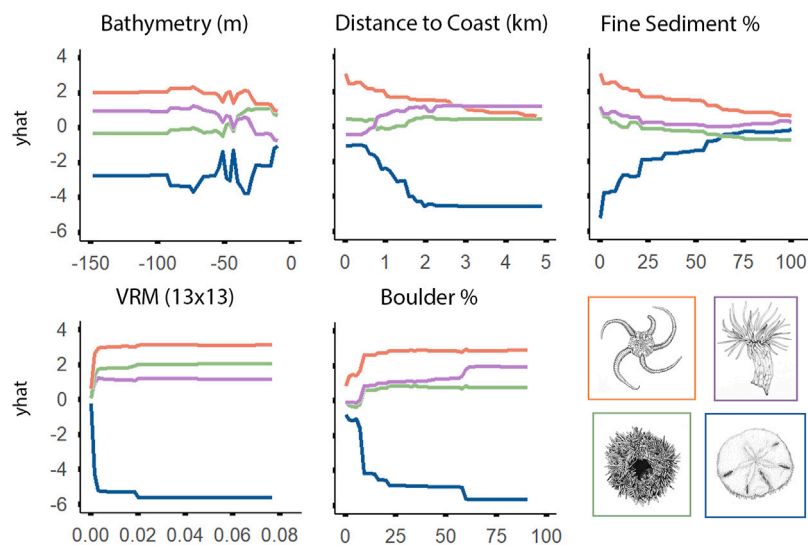 Bathymetry (m)
Distance to Coast (km)
Fine Sediment %
yhat
4
2
0
-2
-4
-6
-150 -100 -50 0
0 1 2 3 4 5
0 25 50 75 100
VRM (13x13)
Boulder %
yhat
4
2
0
-2
-4
-6
0.00 0.02 0.04 0.06 0.08
0 25 50 75 100